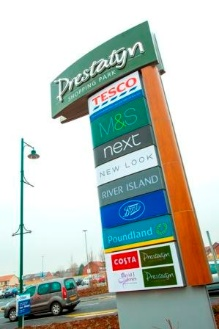 Prestatyn
SHOPPING PARK
TESCO
M&S
next
NEW LOOK
RIVER ISLAND
Boots
Poundland
COSTA
Prestatyn
Prestatyn